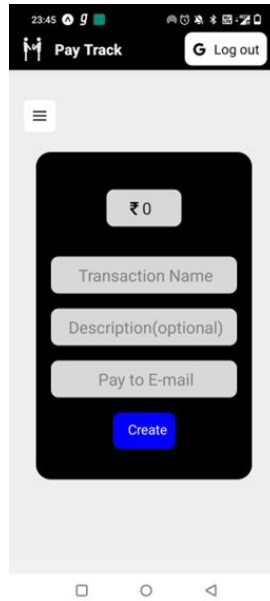 23:45
Pay Track
G Log out
₹ 0
Transaction Name
Description(optional)
Pay to E-mail
Create